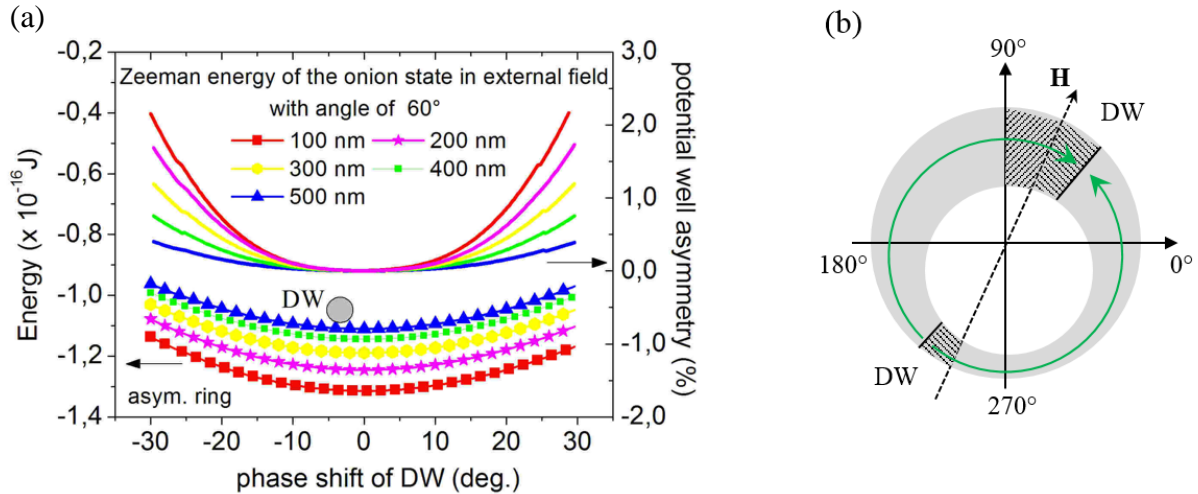 (a)
(b)
-0,2
-0,4
-0,6
-0,8
-1,0
-1,2
-1,4
Energy (x 10⁻¹⁶ J)
Zeeman energy of the onion state in external field
with angle of 60°
100 nm 200 nm
300 nm 400 nm
500 nm
DW
asym. ring
3,0
2,0
1,0
0,0
-1,0
-2,0
potential well asymmetry (%)
-30 -20 -10 0 10 20 30
phase shift of DW (deg.)
90°
H
DW
180°
0°
DW
270°